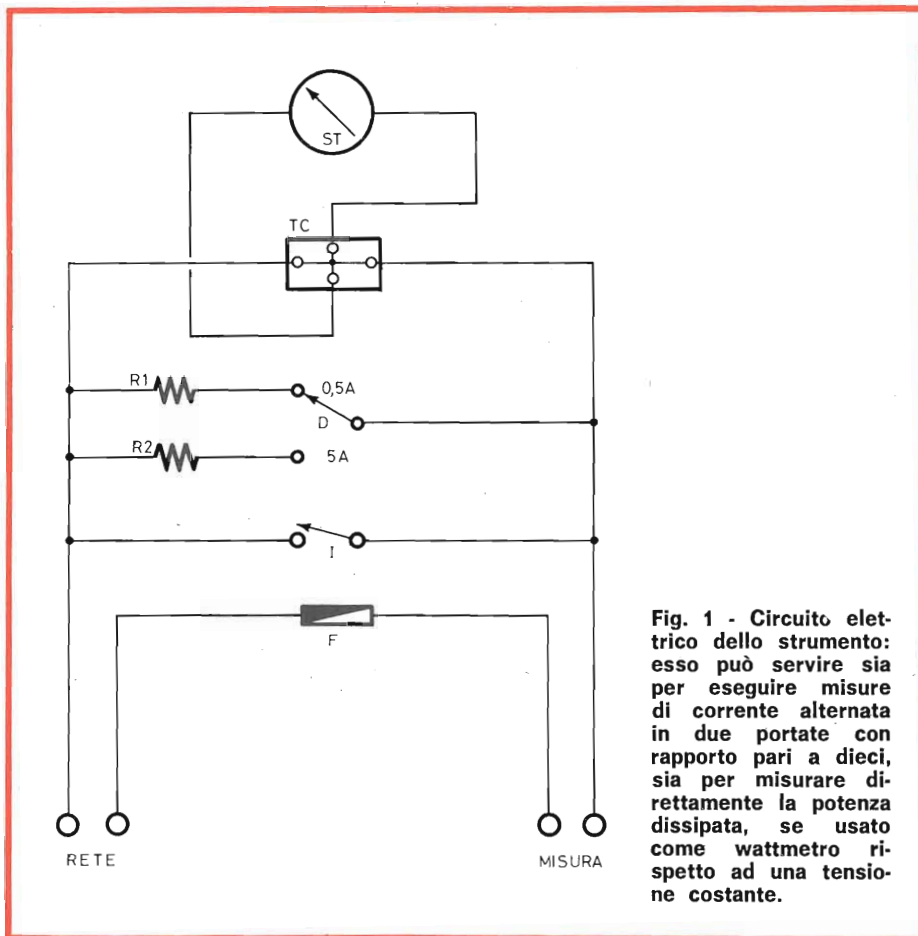 ST
TC
R1
0,5A
D
R2
5A
I
F
RETE
MISURA
Fig. 1 - Circuito elet-
trico dello strumento:
esso può servire sia
per eseguire misure
di corrente alternata
in due portate con
rapporto pari a dieci,
sia per misurare di-
rettamente la potenza
dissipata, se usato
come wattmetro ri-
spetto ad una tensio-
ne costante.